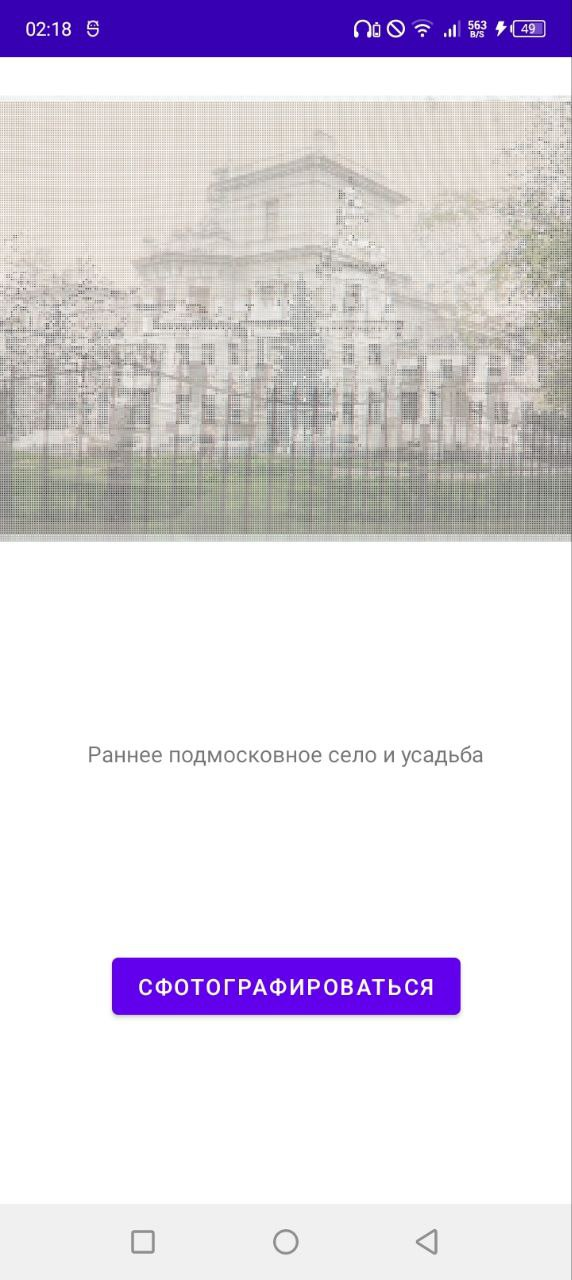 02:18
563
B/S
49
Раннее подмосковное село и усадьба
СФОТОГРАФИРОВАТЬСЯ